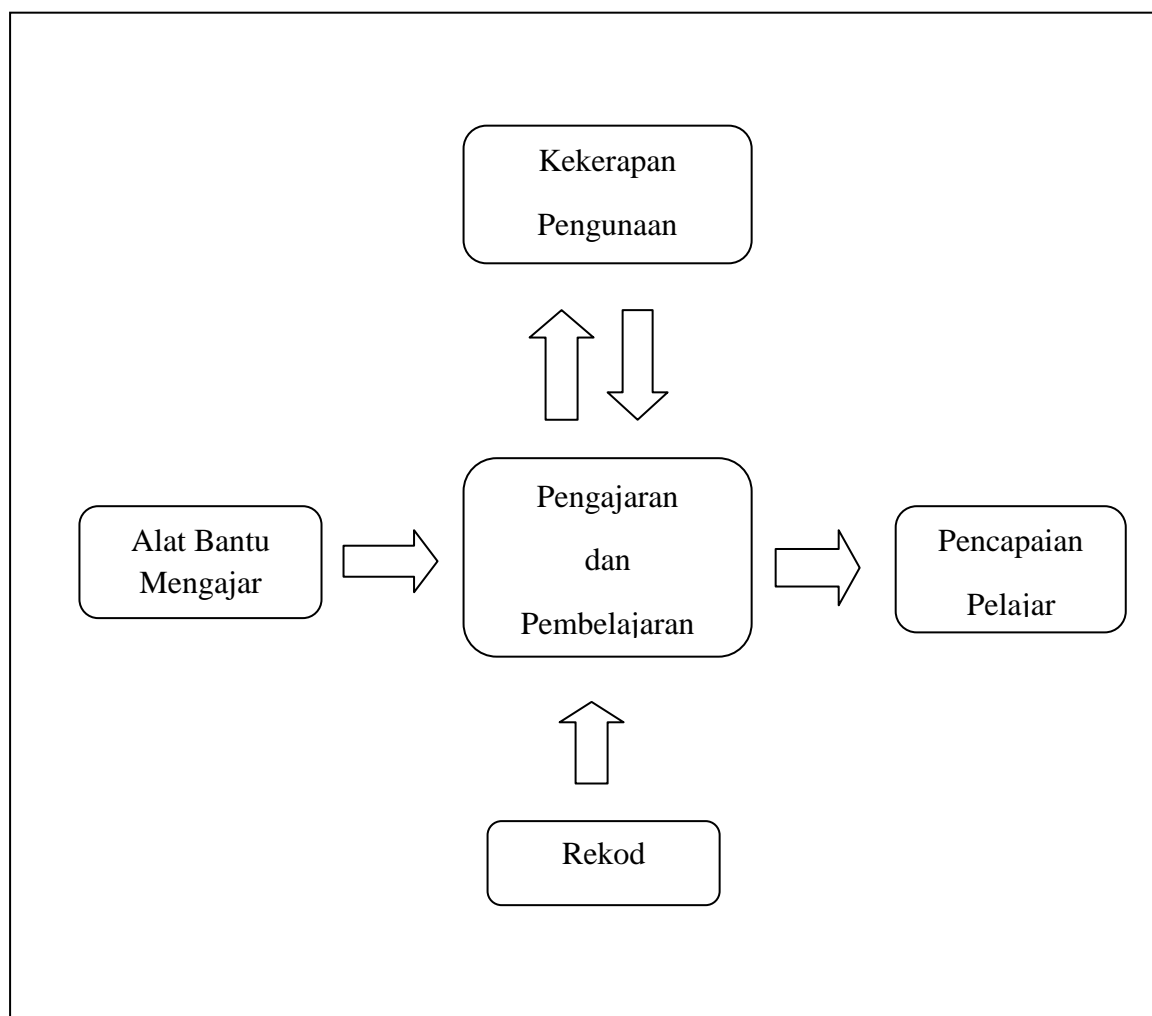 Kekerapan
Pengunaan
Alat Bantu
Mengajar
Pengajaran
dan
Pembelajaran
Pencapaian
Pelajar
Rekod